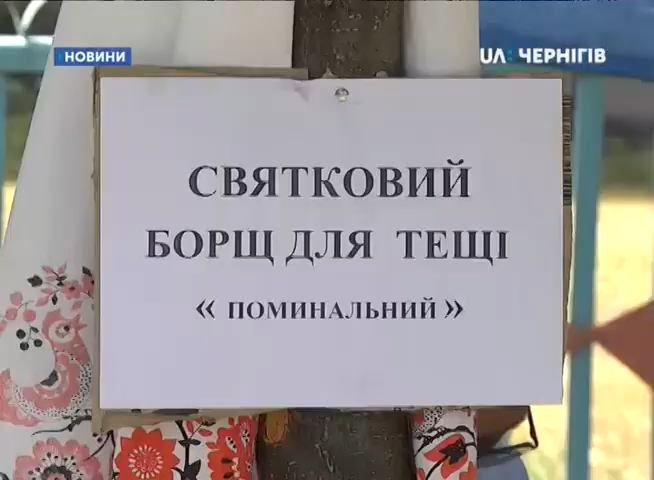 НОВИНИ
UA: ЧЕРНІГІВ
СВЯТКОВИЙ
БОРЩ ДЛЯ ТЕЩІ
« ПОМИНАЛЬНИЙ »